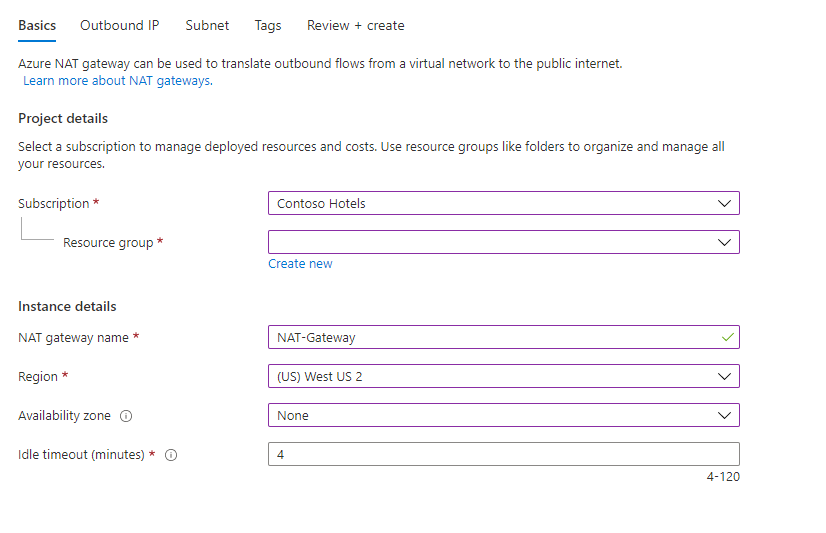 Basics Outbound IP Subnet Tags Review + create
Azure NAT gateway can be used to translate outbound flows from a virtual network to the public internet.
Learn more about NAT gateways.
Project details
Select a subscription to manage deployed resources and costs. Use resource groups like folders to organize and manage all
your resources.
Subscription *
Contoso Hotels
Resource group *
Create new
Instance details
NAT gateway name *
NAT-Gateway
Region *
(US) West US 2
Availability zone
None
Idle timeout (minutes) *
4
4-120